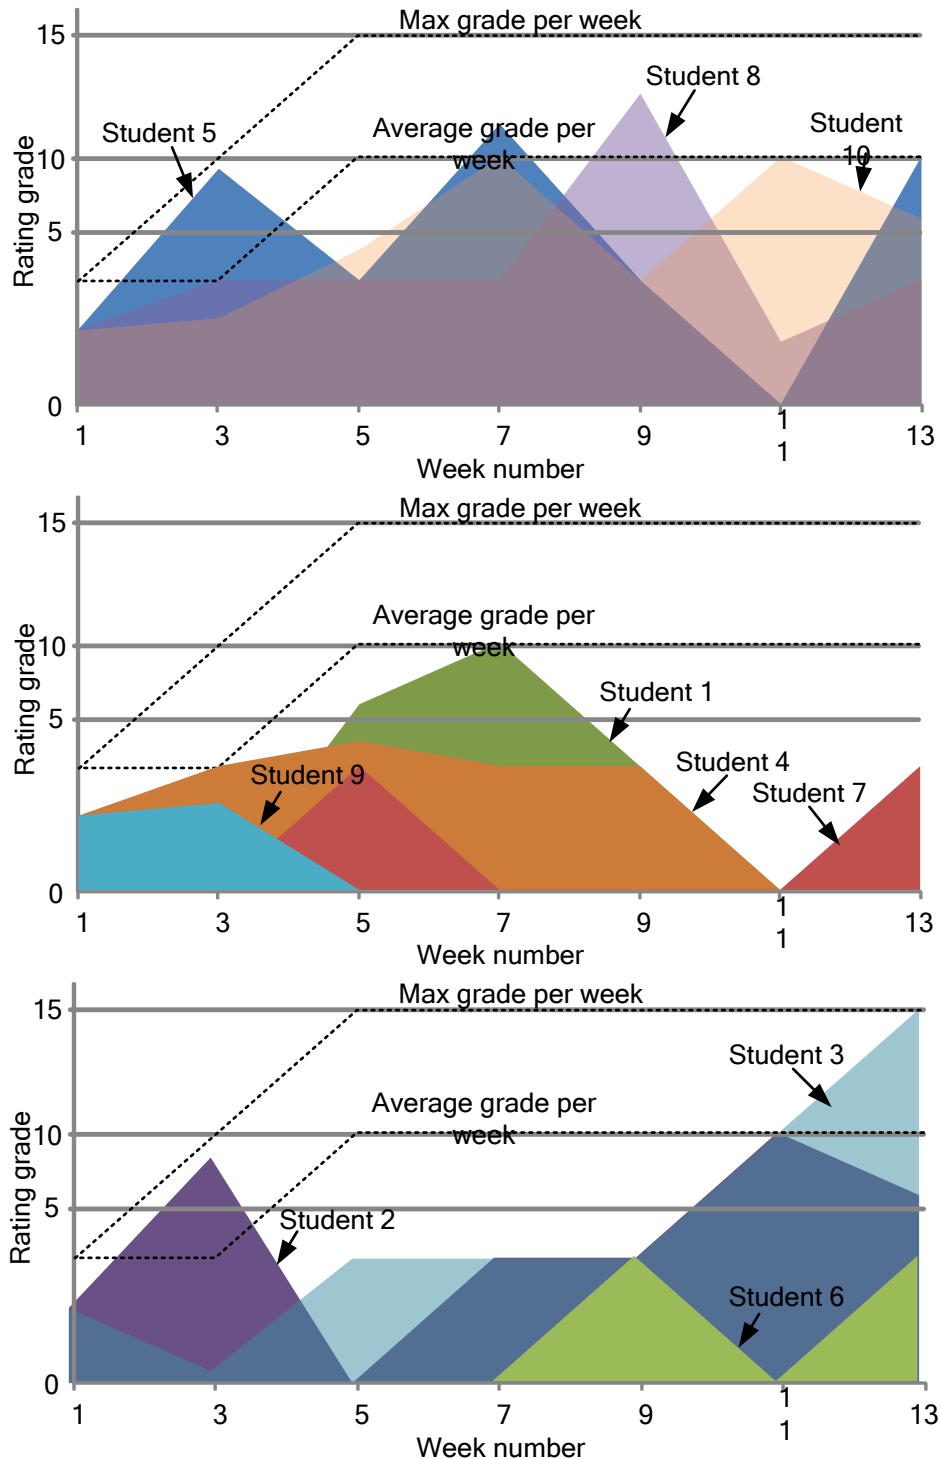 Max grade per week
15
Student 8
Student 5
Average grade per
week
Student
10
10
5
0
Rating grade
1
3
5
7
9
1
1
13
Week number
Max grade per week
15
Average grade per
week
10
Student 1
5
Student 4
Student 9
Student 7
0
Rating grade
1
3
5
7
9
1
1
13
Week number
Max grade per week
15
Student 3
Average grade per
week
10
5
Student 2
Student 6
0
Rating grade
1
3
5
7
9
1
1
13
Week number